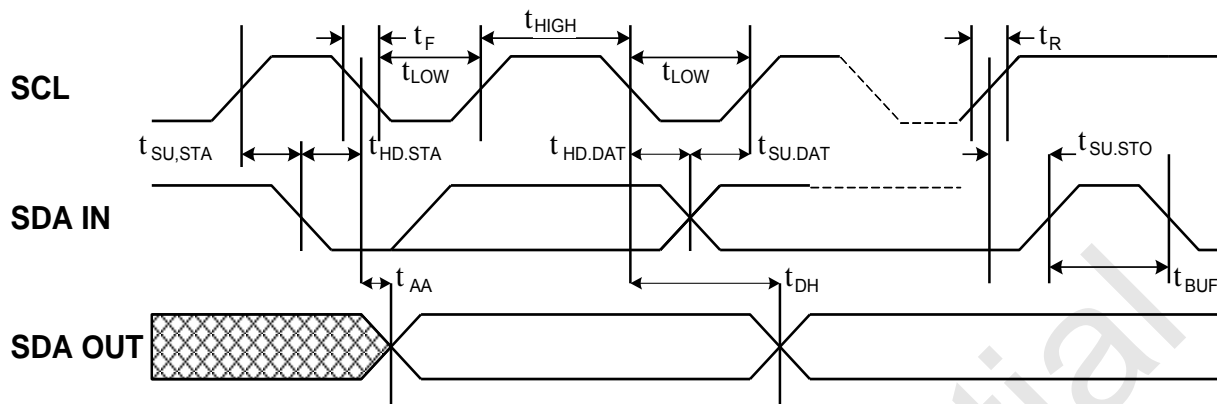 tF
tHIGH
tR
SCL
tLOW
tLOW
tSU,STA
tHD.STA
tHD.DAT
tSU.DAT
tSU.STO
SDA IN
tAA
tDH
tBUF
SDA OUT
tial